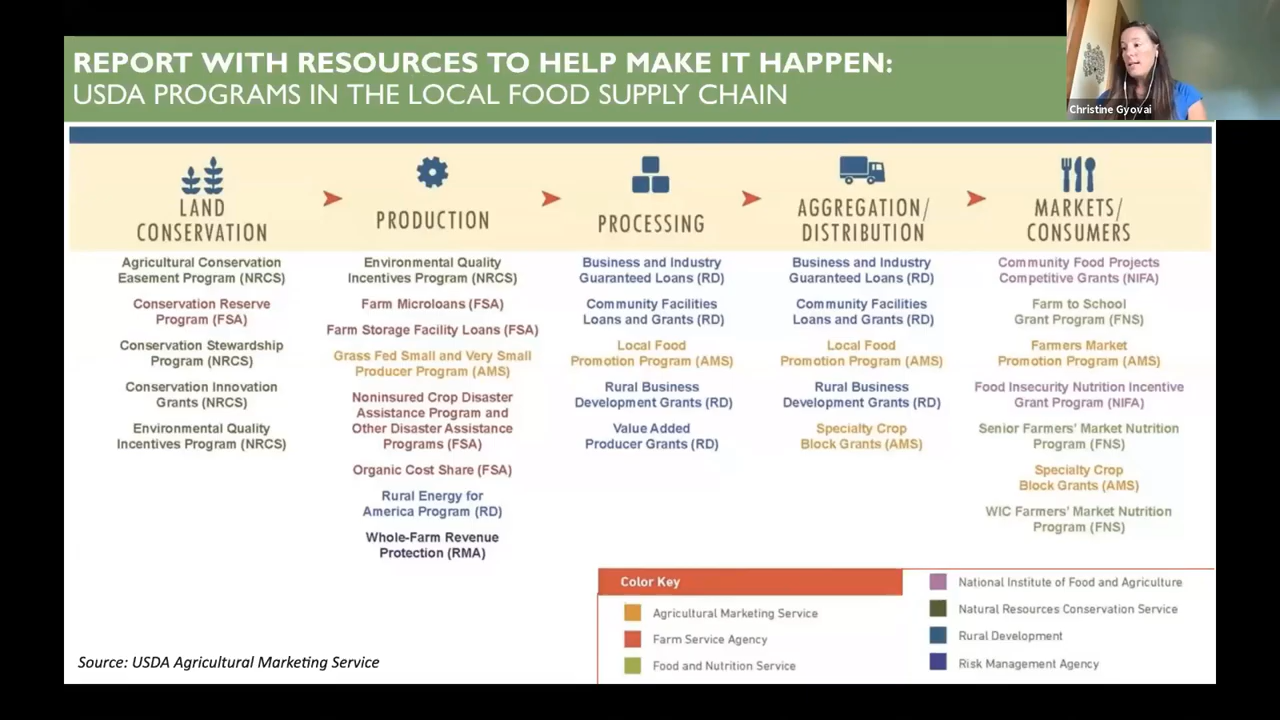 REPORT WITH RESOURCES TO HELP MAKE IT HAPPEN:
USDA PROGRAMS IN THE LOCAL FOOD SUPPLY CHAIN
Christine Gyovai
LAND
CONSERVATION
Agricultural Conservation
Easement Program (NRCS)
Conservation Reserve
Program (FSA)
Conservation Stewardship
Program (NRCS)
Conservation Innovation
Grants (NRCS)
Environmental Quality
Incentives Program (NRCS)
PRODUCTION
Environmental Quality
Incentives Program (NRCS)
Farm Microloans (FSA)
Farm Storage Facility Loans (FSA)
Grass Fed Small and Very Small
Producer Program (AMS)
Noninsured Crop Disaster
Assistance Program and
Other Disaster Assistance
Programs (FSA)
Organic Cost Share (FSA)
Rural Energy for
America Program (RD)
Whole-Farm Revenue
Protection (RMA)
PROCESSING
Business and Industry
Guaranteed Loans (RD)
Community Facilities
Loans and Grants (RD)
Local Food
Promotion Program (AMS)
Rural Business
Development Grants (RD)
Value Added
Producer Grants (RD)
AGGREGATION/
DISTRIBUTION
Business and Industry
Guaranteed Loans (RD)
Community Facilities
Loans and Grants (RD)
Local Food
Promotion Program (AMS)
Rural Business
Development Grants (RD)
Specialty Crop
Block Grants (AMS)
MARKETS/
CONSUMERS
Community Food Projects
Competitive Grants (NIFA)
Farm to School
Grant Program (FNS)
Farmers Market
Promotion Program (AMS)
Food Insecurity Nutrition Incentive
Grant Program (NIFA)
Senior Farmers' Market Nutrition
Program (FNS)
Specialty Crop
Block Grants (AMS)
WIC Farmers' Market Nutrition
Program (FNS)
Color Key
Agricultural Marketing Service
Farm Service Agency
Food and Nutrition Service
National Institute of Food and Agriculture
Natural Resources Conservation Service
Rural Development
Risk Management Agency
Source: USDA Agricultural Marketing Service